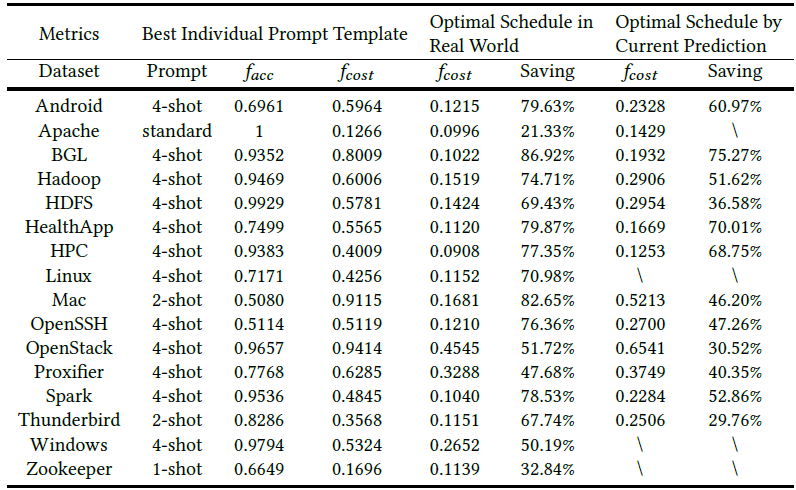 Metrics Best Individual Prompt Template Optimal Schedule in Real World Optimal Schedule by Current Prediction
Dataset Prompt f_acc f_cost f_cost Saving f_cost Saving
Android 4-shot 0.6961 0.5964 0.1215 79.63% 0.2328 60.97%
Apache standard 1 0.1266 0.0996 21.33% 0.1429 \
BGL 4-shot 0.9352 0.8009 0.1022 86.92% 0.1932 75.27%
Hadoop 4-shot 0.9469 0.6006 0.1519 74.71% 0.2906 51.62%
HDFS 4-shot 0.9929 0.5781 0.1424 69.43% 0.2954 36.58%
HealthApp 4-shot 0.7499 0.5565 0.1120 79.87% 0.1669 70.01%
HPC 4-shot 0.9383 0.4009 0.0908 77.35% 0.1253 68.75%
Linux 4-shot 0.7171 0.4256 0.1152 70.98% \ \
Mac 2-shot 0.5080 0.9115 0.1681 82.65% 0.5213 46.20%
OpenSSH 4-shot 0.5114 0.5119 0.1210 76.36% 0.2700 47.26%
OpenStack 4-shot 0.9657 0.9414 0.4545 51.72% 0.6541 30.52%
Proxifier 4-shot 0.7768 0.6285 0.3288 47.68% 0.3749 40.35%
Spark 4-shot 0.9536 0.4845 0.1040 78.53% 0.2284 52.86%
Thunderbird 2-shot 0.8286 0.3568 0.1151 67.74% 0.2506 29.76%
Windows 4-shot 0.9794 0.5324 0.2652 50.19% \ \
Zookeeper 1-shot 0.6649 0.1696 0.1139 32.84% \ \